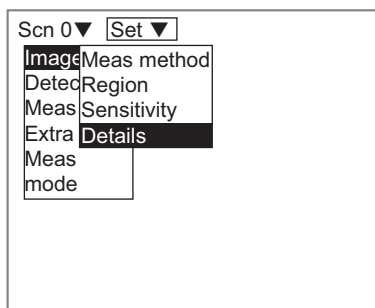 Scn 0▼ Set ▼
Image
Detec
Meas
Extra
Meas
mode
Meas method
Region
Sensitivity
Details